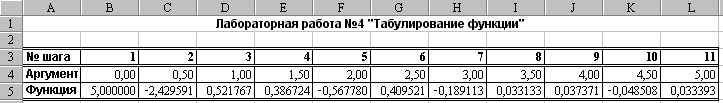 A B C D E F G H I J K L
1 Лабораторная работа №4 "Табулирование функции"
2
3 № шага 1 2 3 4 5 6 7 8 9 10 11
4 Аргумент 0,00 0,50 1,00 1,50 2,00 2,50 3,00 3,50 4,00 4,50 5,00
5 Функция 5,000000 -2,429591 0,521767 0,386724 -0,567780 0,409521 -0,189113 0,033133 0,037371 -0,048508 0,033393